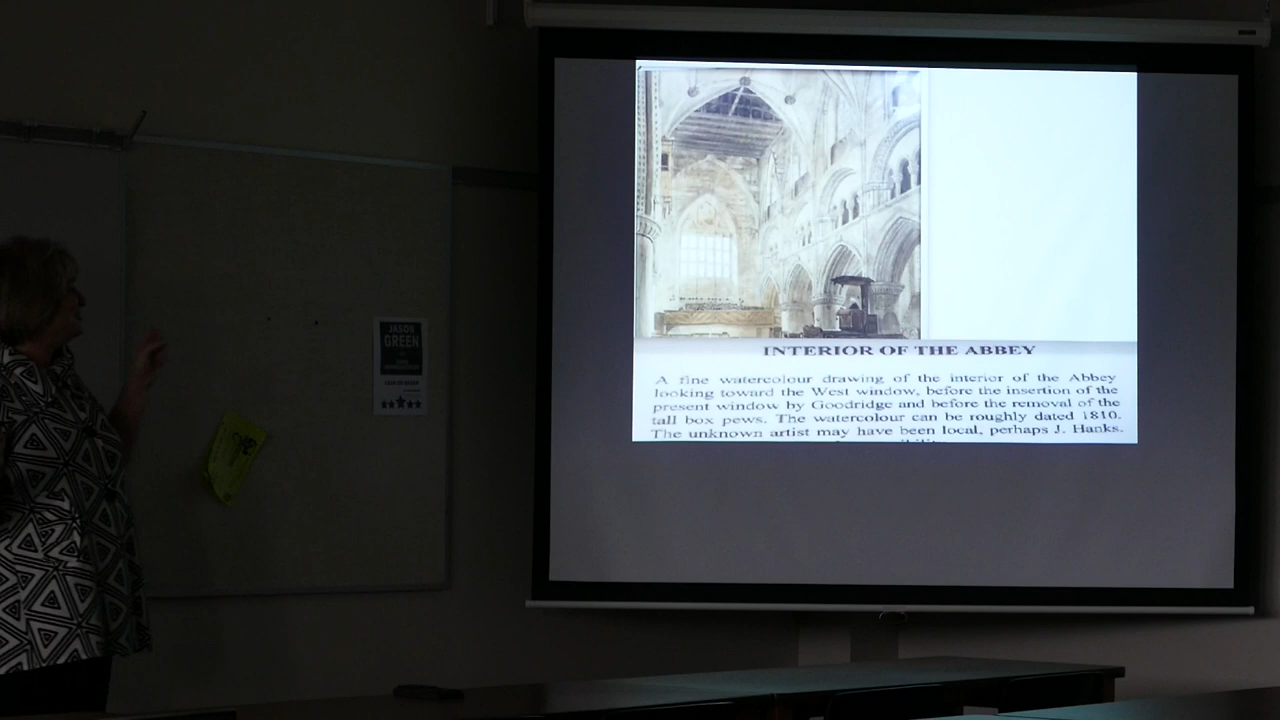 JASON
GREEN
INTERIOR OF THE ABBEY
A fine watercolour drawing of the interior of the Abbey
looking toward the West window, before the insertion of the
present window by Goodridge and before the removal of the
tall box pews. The watercolour can be roughly dated 1810.
The unknown artist may have been local, perhaps J. Hanks.